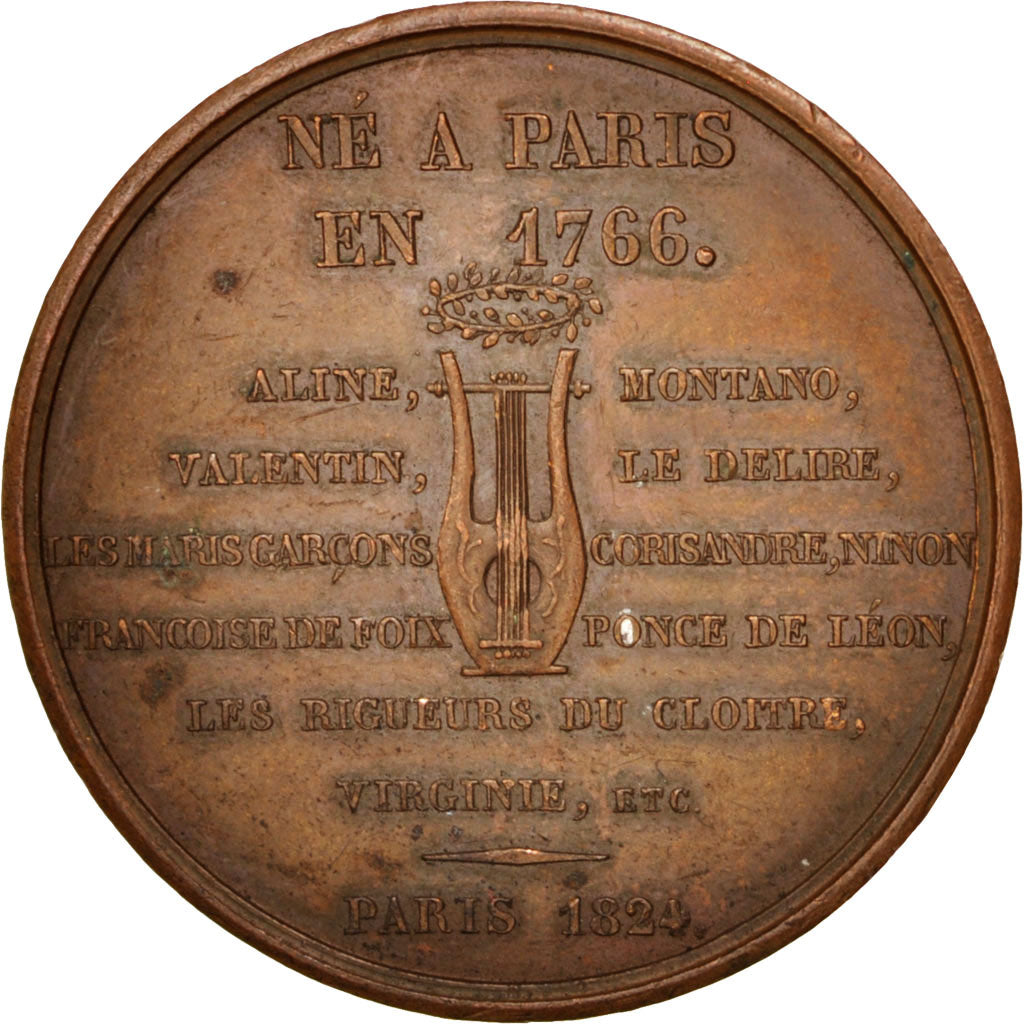 NÉ A PARIS
EN 1766.
ALINE, MONTANO,
VALENTIN, LE DELIRE,
LES MARIS GARÇONS CORISANDRE, NINON
FRANCOISE DE FOIX PONCE DE LÉON,
LES RIGUEURS DU CLOITRE,
VIRGINIE, ETC.
PARIS 1824.